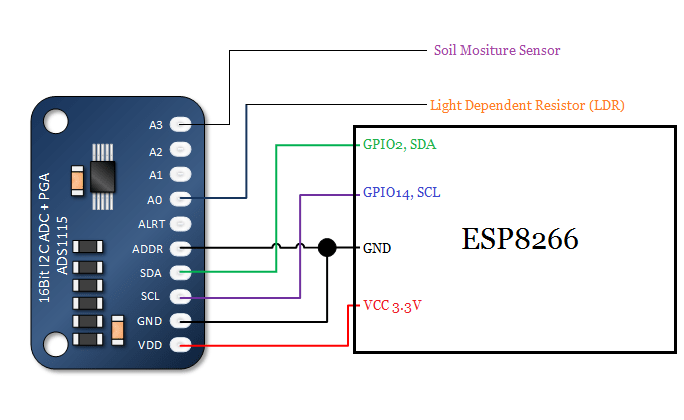 Soil Mositure Sensor
Light Dependent Resistor (LDR)
16Bit I2C ADC + PGA
ADS1115
A3
A2
A1
A0
ALRT
ADDR
SDA
SCL
GND
VDD
GPIO2, SDA
GPIO14, SCL
GND
VCC 3.3V
ESP8266